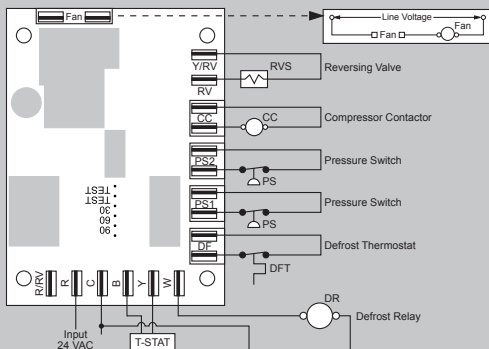 Fan
Line Voltage
Fan
Fan
Y/RV
RVS
Reversing Valve
RV
CC
CC
Compressor Contactor
PS2
Pressure Switch
PS
PS1
Pressure Switch
PS
DF
Defrost Thermostat
DFT
TEST
TEST
30
60
90
R/RV
R
C
B
Y
W
DR
Defrost Relay
Input
24 VAC
T-STAT